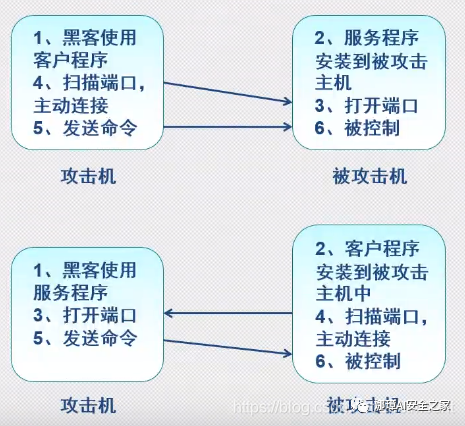 1、黑客使用
客户程序
4、扫描端口，
主动连接
5、发送命令
攻击机
2、服务程序
安装到被攻击
主机
3、打开端口
6、被控制
被攻击机
1、黑客使用
服务程序
3、打开端口
5、发送命令
攻击机
2、客户程序
安装到被攻击
主机中
4、扫描端口，
主动连接
6、被控制
被攻击机
https://blog.cs
AI安全之家